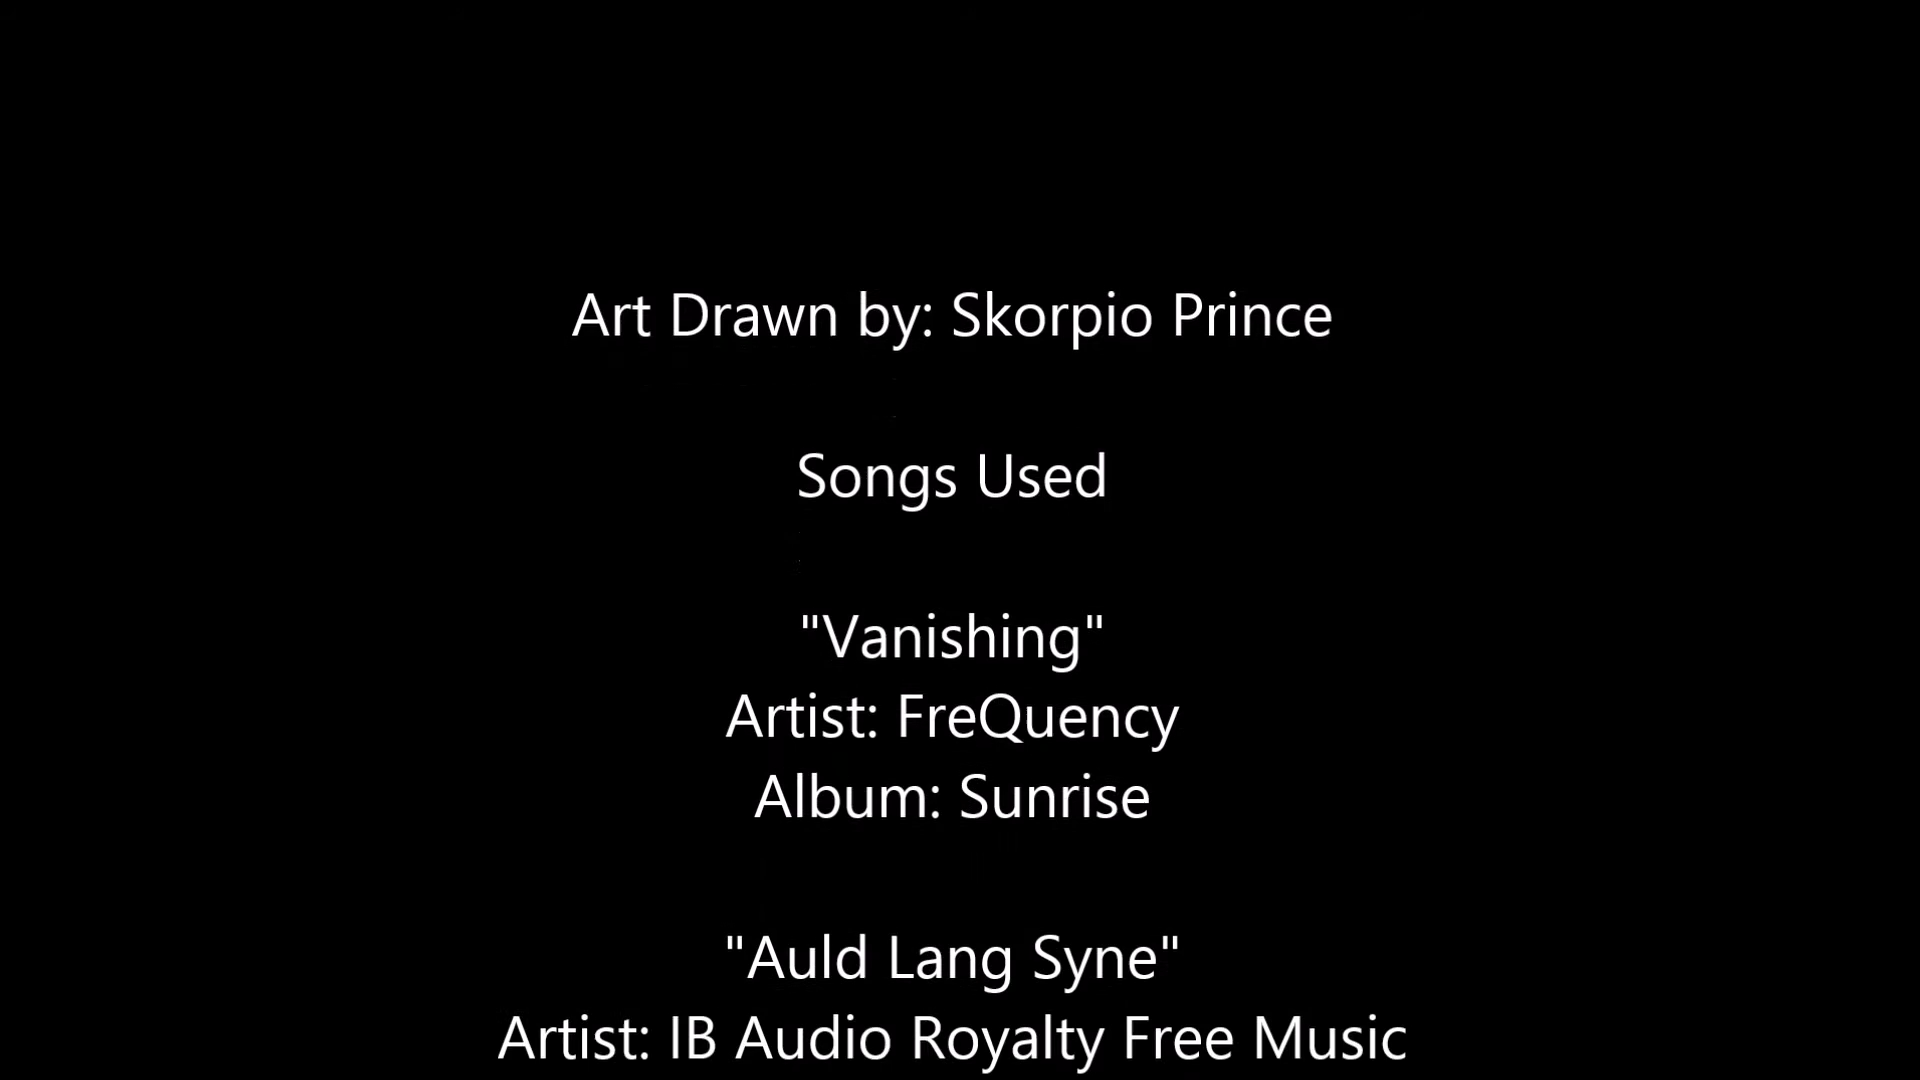 Art Drawn by: Skorpio Prince
Songs Used
"Vanishing"
Artist: FreQuency
Album: Sunrise
"Auld Lang Syne"
Artist: IB Audio Royalty Free Music